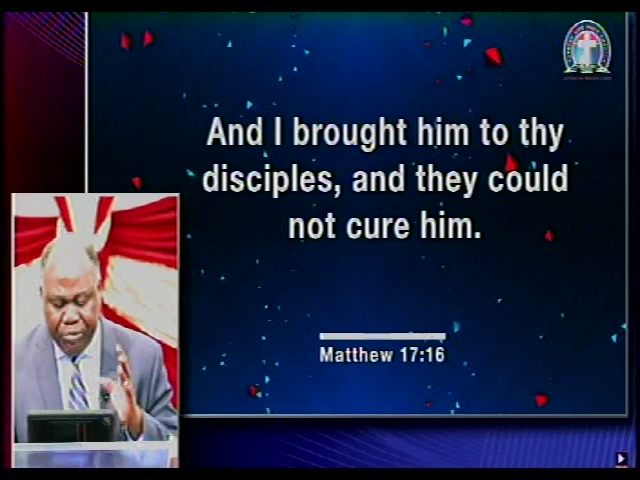 And I brought him to thy
disciples, and they could
not cure him.
Matthew 17:16